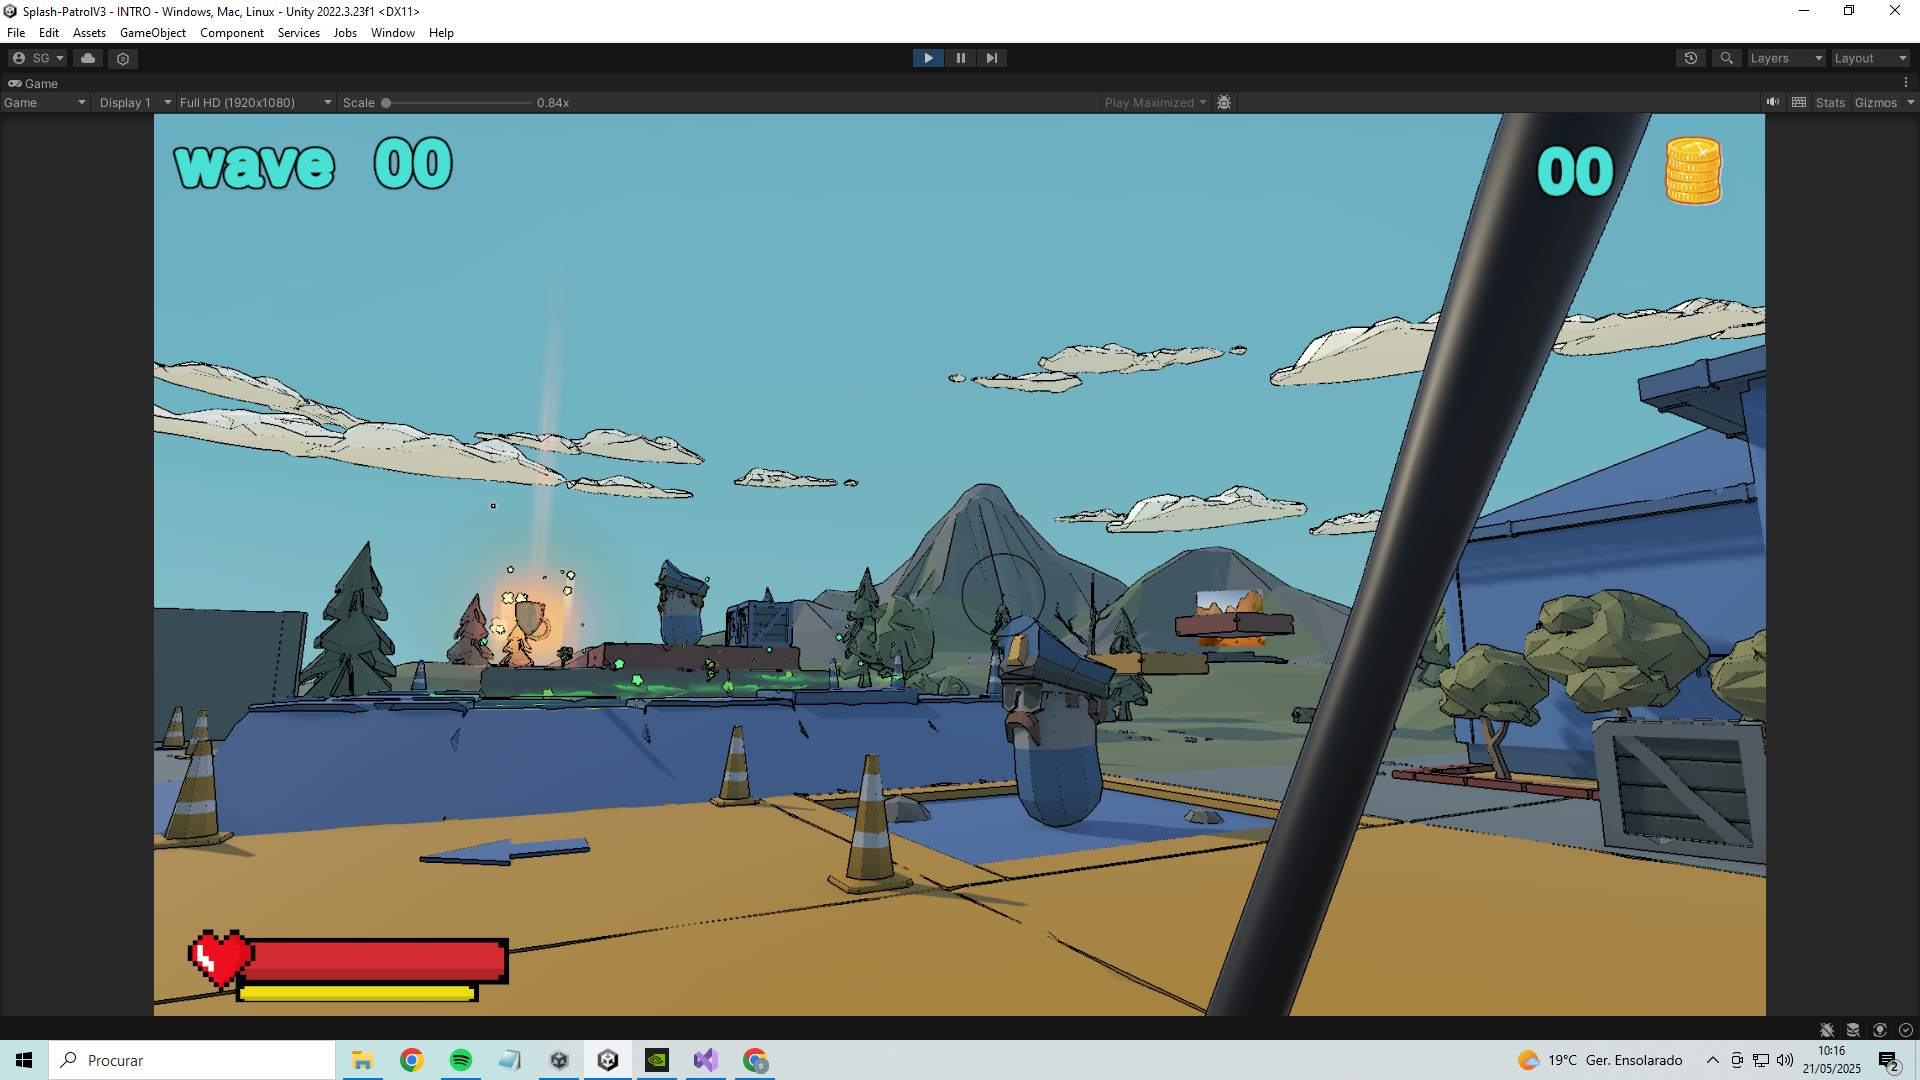 Splash-PatrolV3 - INTRO - Windows, Mac, Linux - Unity 2022.3.23f1 <DX11>
File Edit Assets GameObject Component Services Jobs Window Help
SG Layers Layout
Game
Game Display 1 Full HD (1920x1080) Scale 0.84x Play Maximized Stats Gizmos
wave 00 00
Procurar 19°C Ger. Ensolarado 10:16
21/05/2025 2